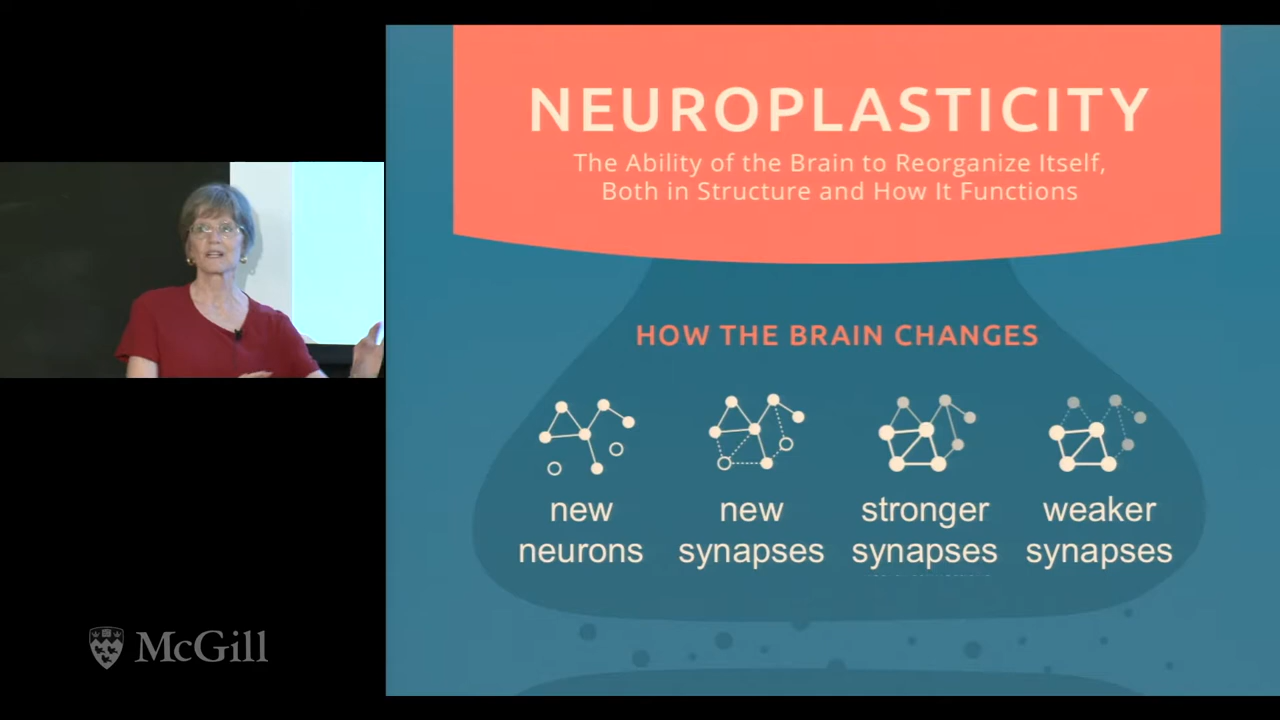 NEUROPLASTICITY
The Ability of the Brain to Reorganize Itself,
Both in Structure and How It Functions
HOW THE BRAIN CHANGES
new
neurons
new
synapses
stronger
synapses
weaker
synapses
McGill